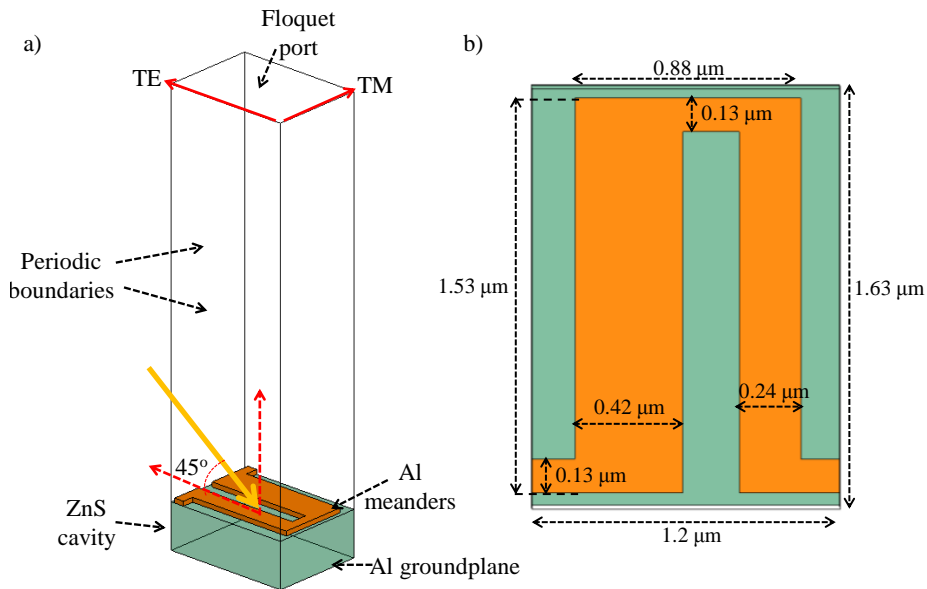 a)
Floquet
port
TE
TM
Periodic
boundaries
45°
ZnS
cavity
Al
meanders
Al groundplane
b)
0.88 μm
0.13 μm
1.53 μm
1.63 μm
0.42 μm
0.24 μm
0.13 μm
1.2 μm